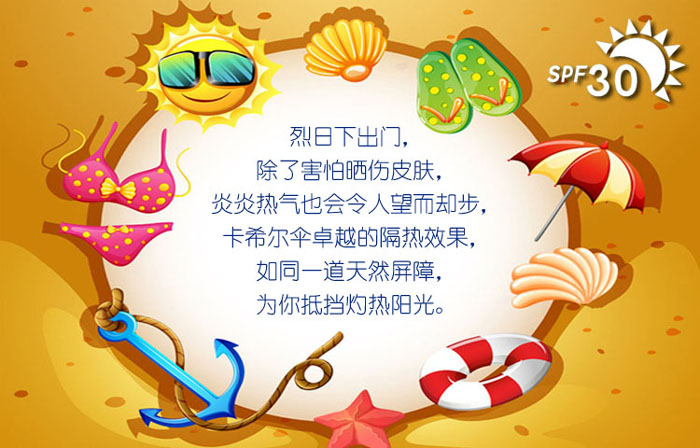 SPF30
烈日下出门，
除了害怕晒伤皮肤，
炎炎热气也会令人望而却步，
卡希尔伞卓越的隔热效果，
如同一道天然屏障，
为你抵挡灼热阳光。